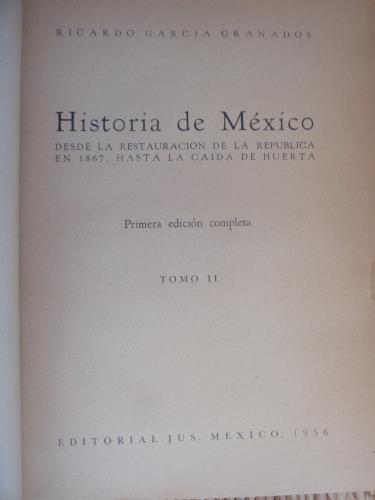 RICARDO GARCIA GRANADOS
Historia de México
DESDE LA RESTAURACION DE LA REPUBLICA
EN 1867, HASTA LA CAIDA DE HUERTA
Primera edición completa
TOMO II
EDITORIAL JUS. MEXICO, 1956